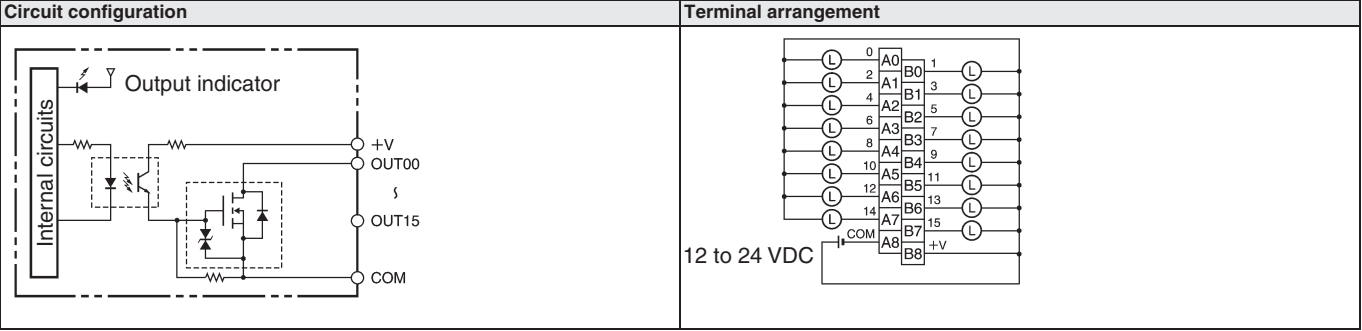 Circuit configuration
Terminal arrangement
Output indicator
Internal circuits
+V
OUT00
~
OUT15
COM
0 A0
L
B0 1
L
2 A1
L
B1 3
L
4 A2
L
B2 5
L
6 A3
L
B3 7
L
8 A4
L
B4 9
L
10 A5
L
B5 11
L
12 A6
L
B6 13
L
14 A7
L
B7 15
L
COM A8
B8 +V
12 to 24 VDC